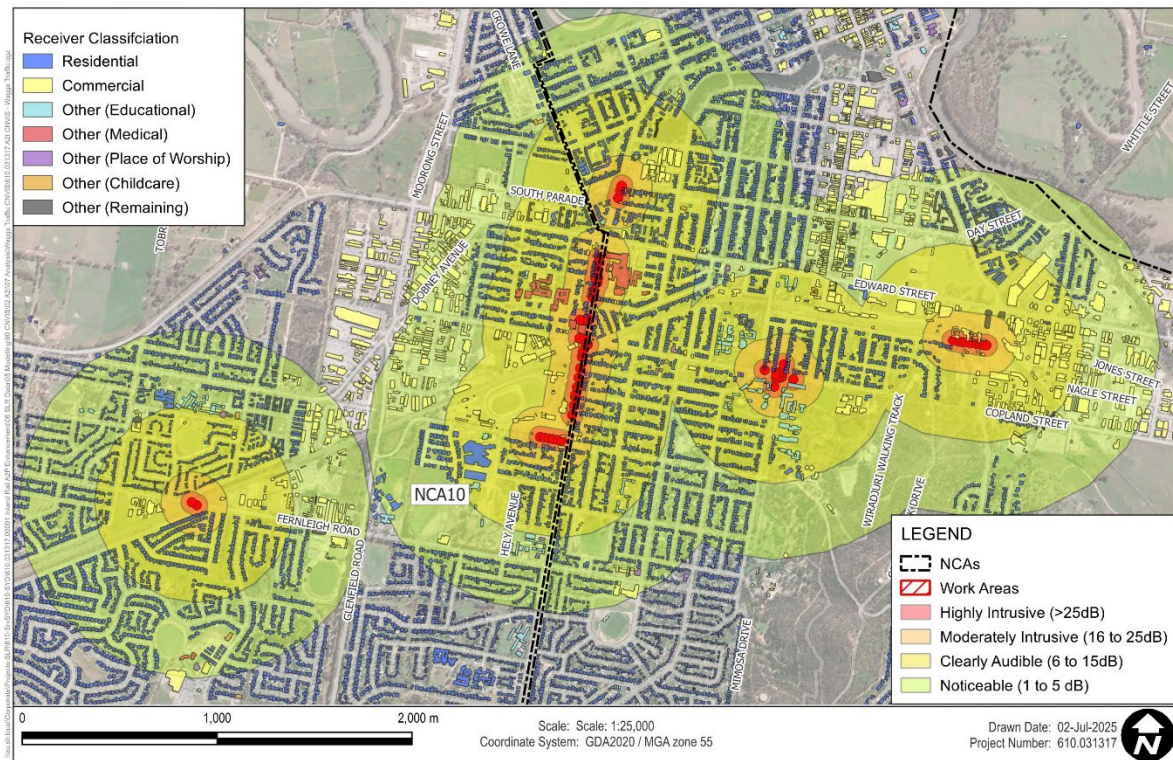 Receiver Classifciation
Residential
Commercial
Other (Educational)
Other (Medical)
Other (Place of Worship)
Other (Childcare)
Other (Remaining)
CROWE LANE
MOORONG STREET
WHITTLE STREET
SOUTH PARADE
DAY STREET
DOBNEY AVENUE
EDWARD STREET
JONES STREET
NAGLE STREET
COPLAND STREET
NCA10
HELY AVENUE
WIRADJURI WALKING TRACK
FERNLEIGH ROAD
GLENFIELD ROAD
MIMOSA DRIVE
LEGEND
NCAs
Work Areas
Highly Intrusive (>25dB)
Moderately Intrusive (16 to 25dB)
Clearly Audible (6 to 15dB)
Noticeable (1 to 5 dB)
0 1,000 2,000 m
Scale: Scale: 1:25,000
Coordinate System: GDA2020 / MGA zone 55
Drawn Date: 02-Jul-2025
Project Number: 610.031317
N